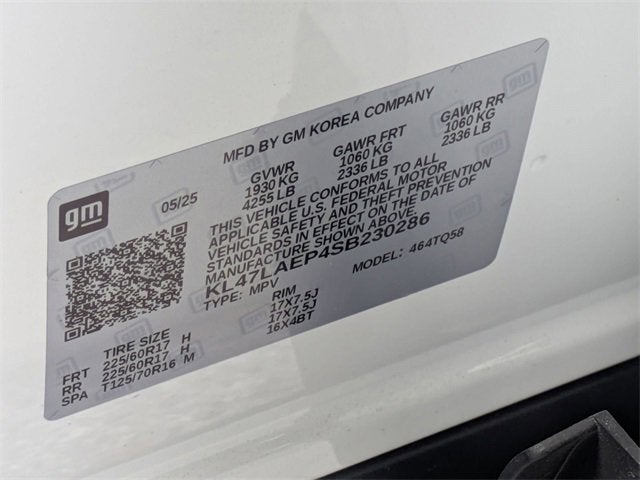 gm
05/25
MFD BY GM KOREA COMPANY
GVWR GAWR FRT GAWR RR
1930 KG 1060 KG 1060 KG
4255 LB 2336 LB 2336 LB
THIS VEHICLE CONFORMS TO ALL
APPLICABLE U.S. FEDERAL MOTOR
VEHICLE SAFETY AND THEFT PREVENTION
STANDARDS IN EFFECT ON THE DATE OF
MANUFACTURE SHOWN ABOVE.
KL47LAEP4SB230286
TYPE: MPV MODEL: 464TQ58
TIRE SIZE RIM
FRT 225/60R17 H 17X7.5J
RR 225/60R17 H 17X7.5J
SPA T125/70R16 M 16X4BT